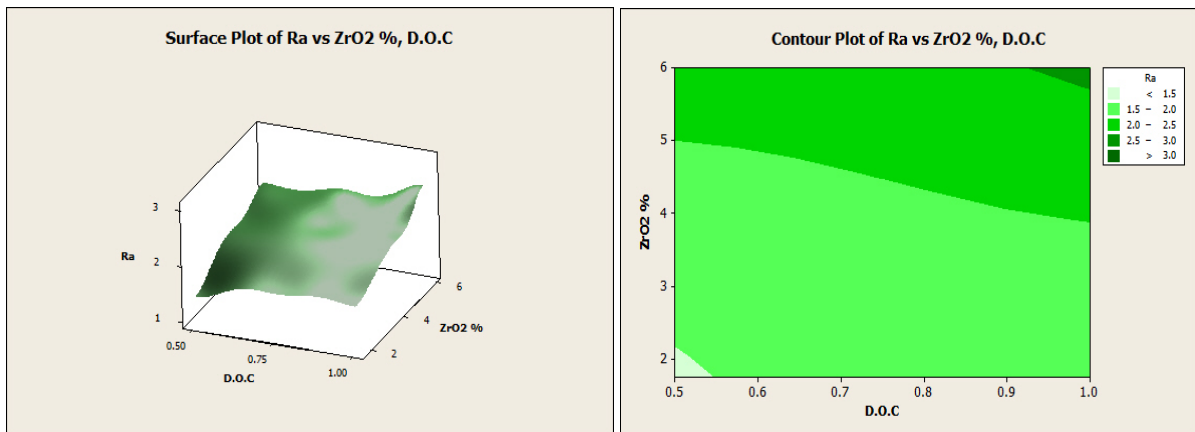 Surface Plot of Ra vs ZrO2 %, D.O.C
3
2
1
Ra
0.50
0.75
1.00
D.O.C
2
4
6
ZrO2 %
Contour Plot of Ra vs ZrO2 %, D.O.C
6
5
4
3
2
ZrO2 %
0.5 0.6 0.7 0.8 0.9 1.0
D.O.C
Ra
< 1.5
1.5 – 2.0
2.0 – 2.5
2.5 – 3.0
> 3.0